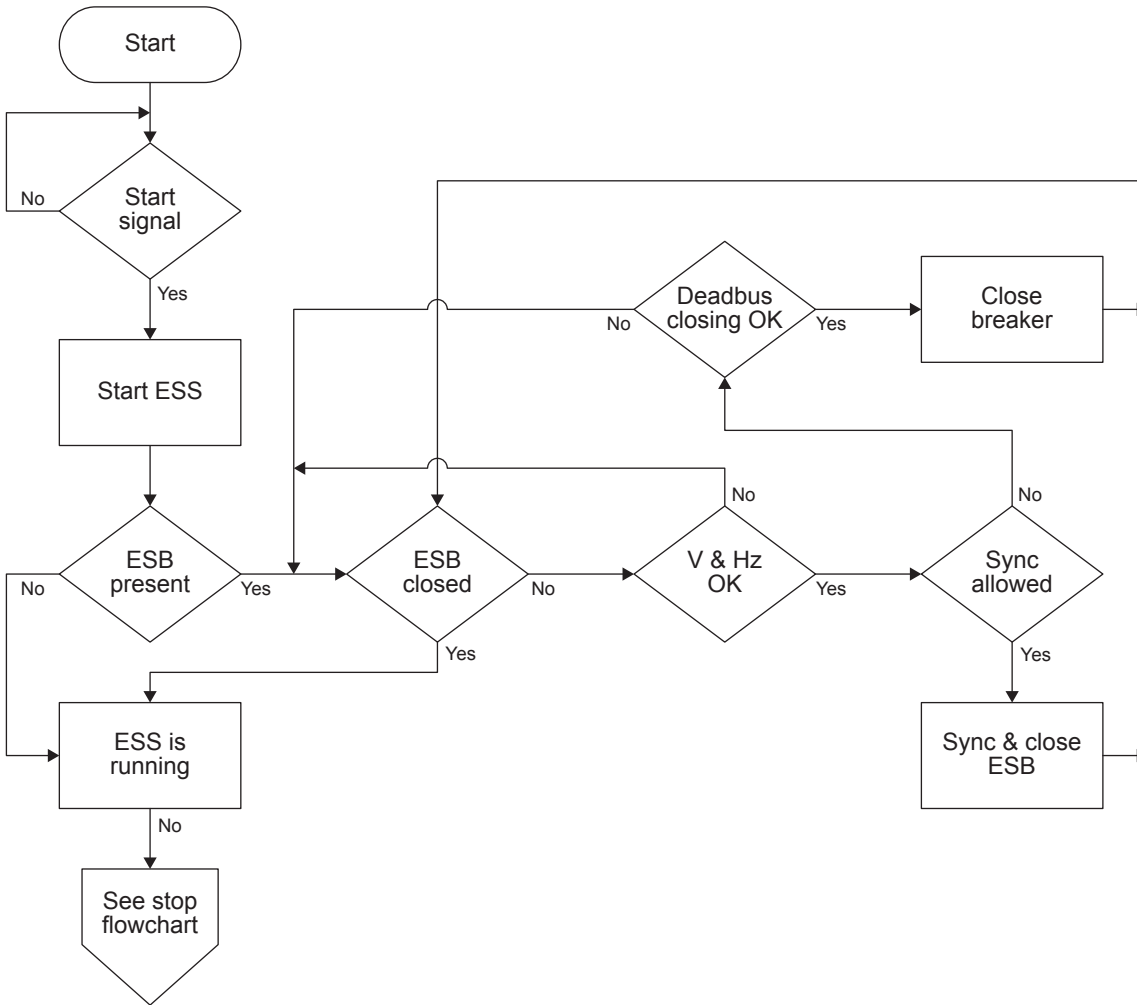 Start
Start
signal
No
Yes
Start ESS
Deadbus
closing OK
No
Yes
Close
breaker
ESB
present
No
Yes
ESB
closed
No
Yes
V & Hz
OK
No
Yes
Sync
allowed
No
Yes
ESS is
running
No
Sync & close
ESB
See stop
flowchart